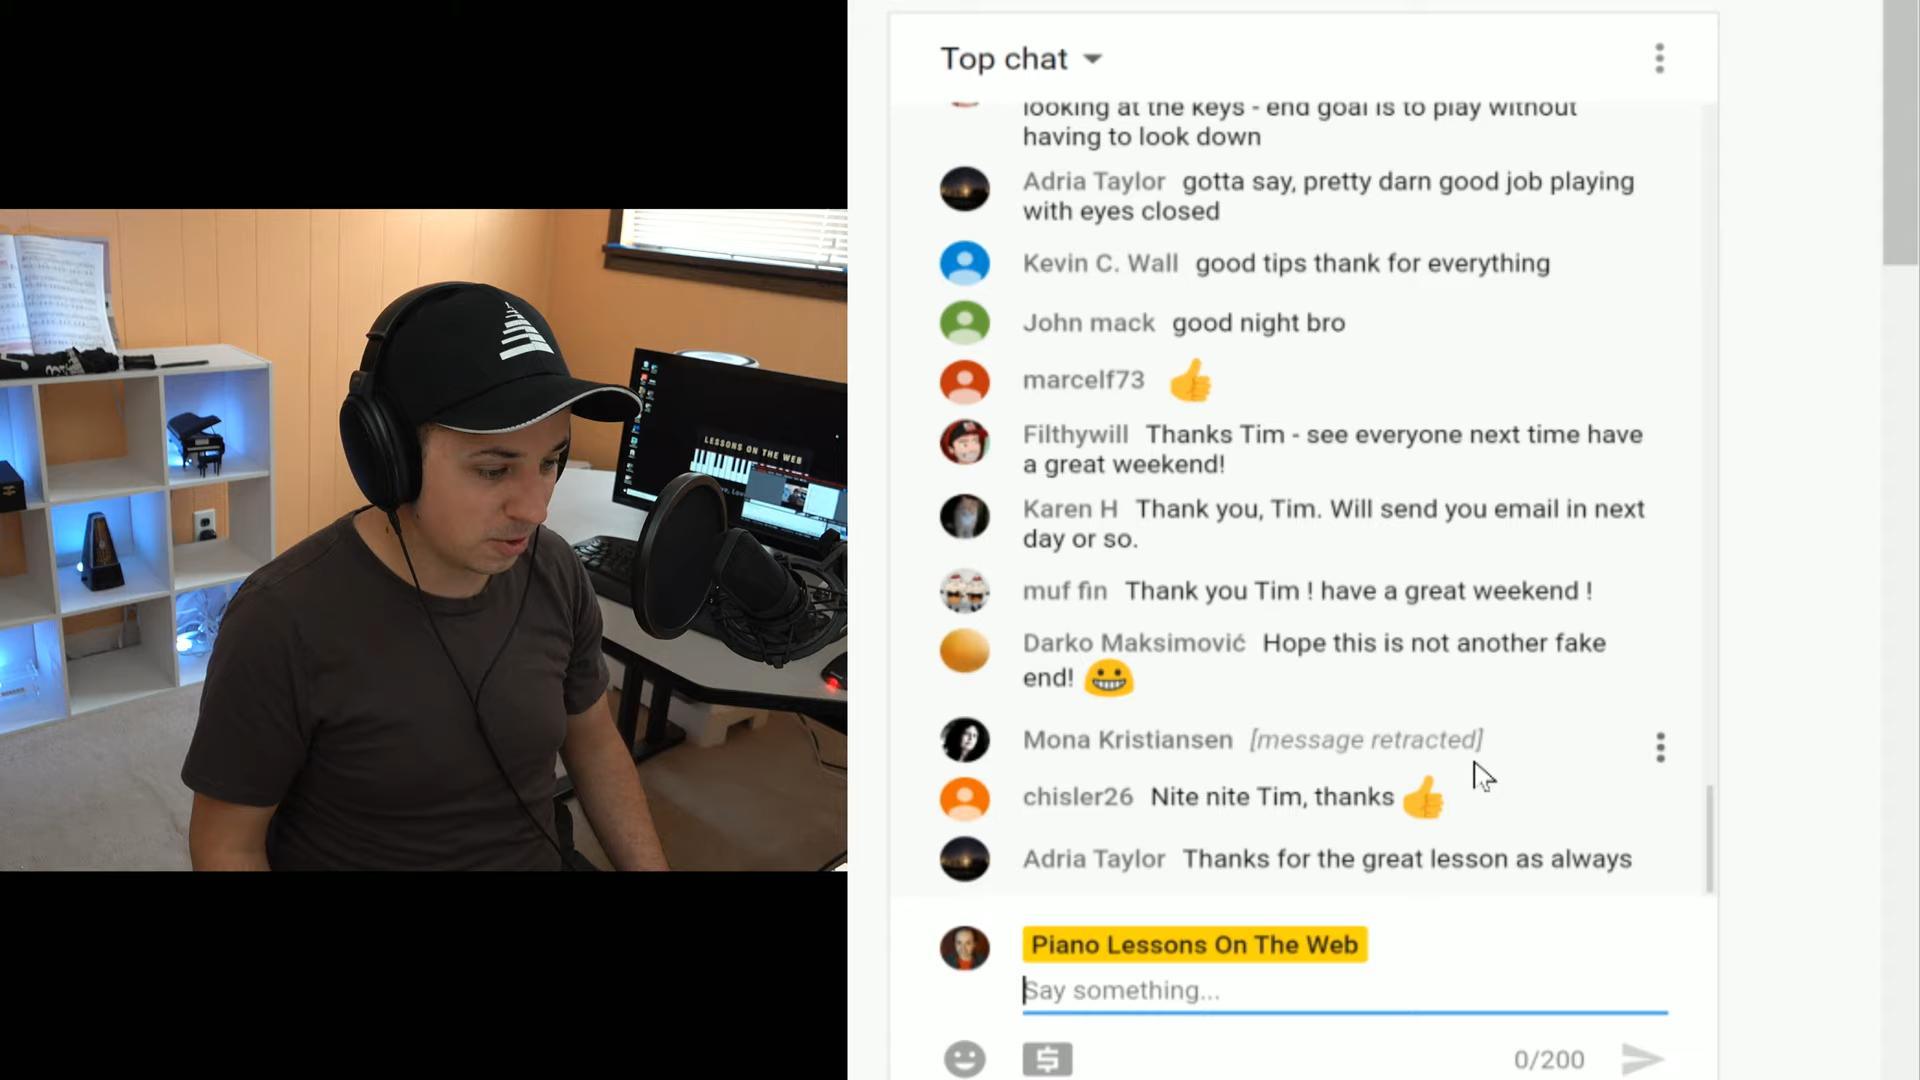 Top chat
looking at the keys - end goal is to play without
having to look down
Adria Taylor gotta say, pretty darn good job playing
with eyes closed
Kevin C. Wall good tips thank for everything
John mack good night bro
marcelf73 👍
Filthywill Thanks Tim - see everyone next time have
a great weekend!
Karen H Thank you, Tim. Will send you email in next
day or so.
muf fin Thank you Tim ! have a great weekend !
Darko Maksimović Hope this is not another fake
end! 😀
Mona Kristiansen [message retracted]
chisler26 Nite nite Tim, thanks 👍
Adria Taylor Thanks for the great lesson as always
Piano Lessons On The Web
Say something...
0/200
LESSONS ON THE WEB